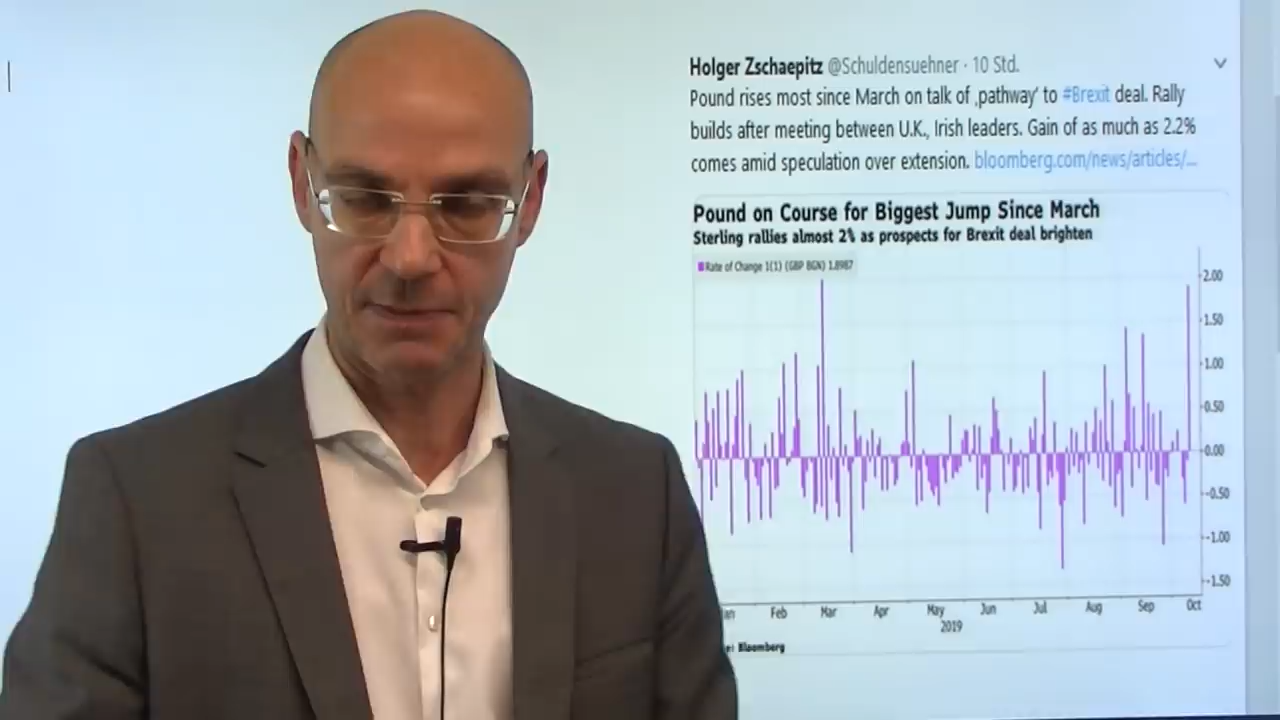 Holger Zschaepitz @Schuldensuehner · 10 Std.
Pound rises most since March on talk of ‚pathway‘ to #Brexit deal. Rally
builds after meeting between U.K., Irish leaders. Gain of as much as 2.2%
comes amid speculation over extension. bloomberg.com/news/articles/...
Pound on Course for Biggest Jump Since March
Sterling rallies almost 2% as prospects for Brexit deal brighten
Rate of Change 1(1) (GBP BGN) 1.8987
2.00
1.50
1.00
0.50
0.00
-0.50
-1.00
-1.50
an Feb Mar Apr May Jun Jul Aug Sep Oct
2019
Bloomberg